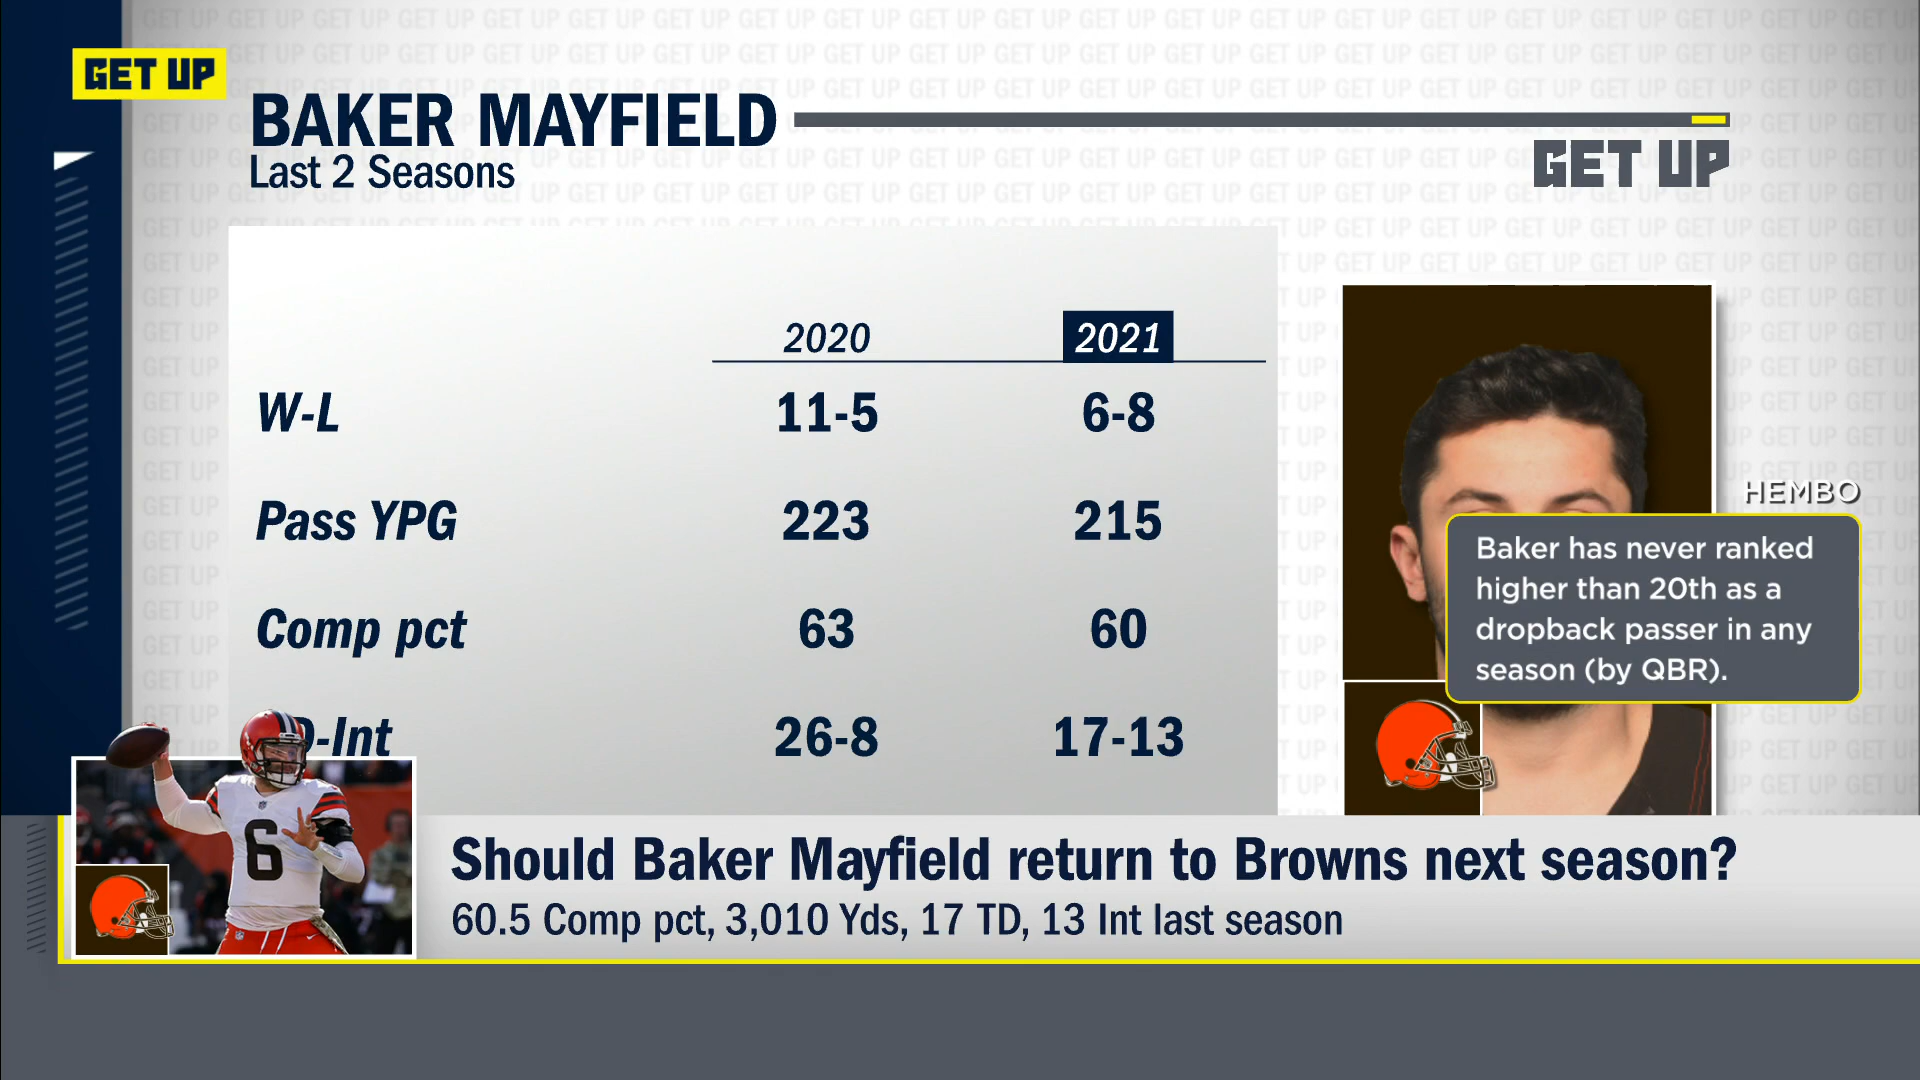 GET UP
BAKER MAYFIELD
Last 2 Seasons
GET UP
2020 2021
W-L 11-5 6-8
Pass YPG 223 215
Comp pct 63 60
D-Int 26-8 17-13
HEMBO
Baker has never ranked
higher than 20th as a
dropback passer in any
season (by QBR).
6
Should Baker Mayfield return to Browns next season?
60.5 Comp pct, 3,010 Yds, 17 TD, 13 Int last season